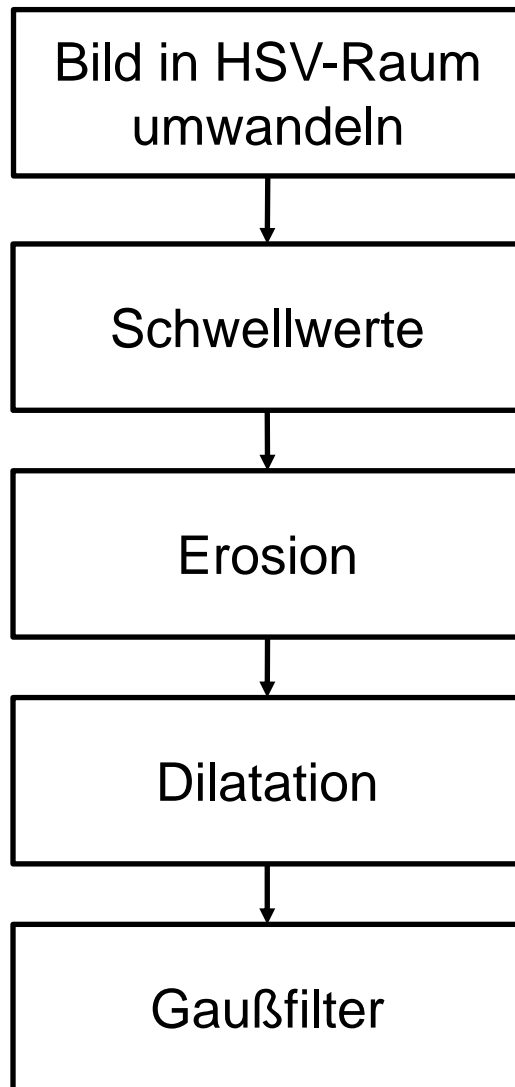 Bild in HSV-Raum
umwandeln
Schwellwerte
Erosion
Dilatation
Gaußfilter